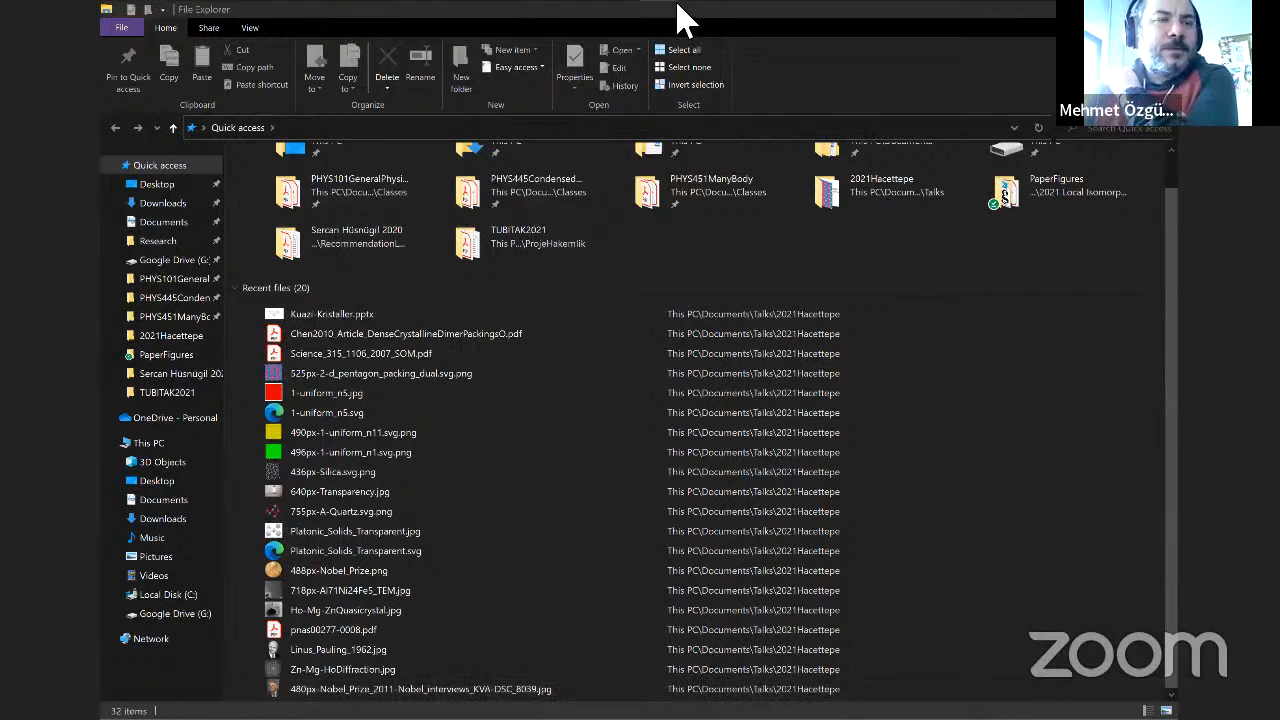 File Explorer
File Home Share View
Pin to Quick access
Copy
Paste
Cut
Copy path
Paste shortcut
Clipboard
Move to
Copy to
Delete
Rename
Organize
New folder
New item
Easy access
New
Properties
Open
Edit
History
Open
Select all
Select none
Invert selection
Select
Mehmet Özgü...
Quick access
Search Quick access
Quick access
Desktop
Downloads
Documents
Research
Google Drive (G:
PHYS101General
PHYS445Conden
PHYS451ManyBc
2021Hacettepe
PaperFigures
Sercan Hüsnügil 202
TUBITAK2021
OneDrive - Personal
This PC
3D Objects
Desktop
Documents
Downloads
Music
Pictures
Videos
Local Disk (C:)
Google Drive (G:)
Network
PHYS101GeneralPhysi...
This PC\Docu...\Classes
PHYS445Condensed...
This PC\Docu...\Classes
PHYS451ManyBody
This PC\Docu...\Classes
2021Hacettepe
This PC\Docum...\Talks
PaperFigures
...\2021 Local Isomorp...
Sercan Hüsnügil 2020
...\RecommendationL...
TUBITAK2021
This P...\ProjeHakemlik
Recent files (20)
Kuazi-Kristaller.pptx This PC\Documents\Talks\2021Hacettepe
Chen2010_Article_DenseCrystallineDimerPackingsO.pdf This PC\Documents\Talks\2021Hacettepe
Science_315_1106_2007_SOM.pdf This PC\Documents\Talks\2021Hacettepe
525px-2-d_pentagon_packing_dual.svg.png This PC\Documents\Talks\2021Hacettepe
1-uniform_n5.jpg This PC\Documents\Talks\2021Hacettepe
1-uniform_n5.svg This PC\Documents\Talks\2021Hacettepe
490px-1-uniform_n11.svg.png This PC\Documents\Talks\2021Hacettepe
496px-1-uniform_n1.svg.png This PC\Documents\Talks\2021Hacettepe
436px-Silica.svg.png This PC\Documents\Talks\2021Hacettepe
640px-Transparency.jpg This PC\Documents\Talks\2021Hacettepe
755px-A-Quartz.svg.png This PC\Documents\Talks\2021Hacettepe
Platonic_Solids_Transparent.jpg This PC\Documents\Talks\2021Hacettepe
Platonic_Solids_Transparent.svg This PC\Documents\Talks\2021Hacettepe
488px-Nobel_Prize.png This PC\Documents\Talks\2021Hacettepe
718px-Al71Ni24Fe5_TEM.jpg This PC\Documents\Talks\2021Hacettepe
Ho-Mg-ZnQuasicrystal.jpg This PC\Documents\Talks\2021Hacettepe
pnas00277-0008.pdf This PC\Documents\Talks\2021Hacettepe
Linus_Pauling_1962.jpg This PC\Documents\Talks\2021Hacettepe
Zn-Mg-HoDiffraction.jpg This PC\Documents\Talks\2021Hacettepe
480px-Nobel_Prize_2011-Nobel_interviews_KVA-DSC_8039.jpg This PC\Documents\Talks\2021Hacettepe
32 items
zoom